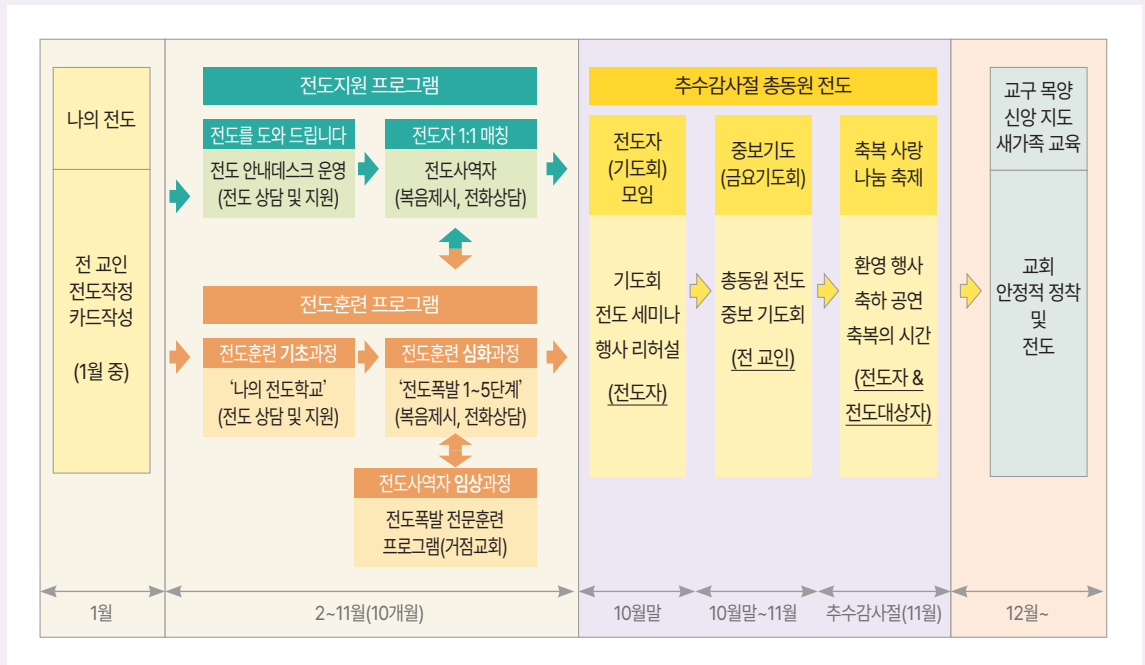 나의 전도
전 교인
전도작정
카드작성
(1월 중)
전도지원 프로그램
전도를 도와 드립니다
전도 안내데스크 운영
(전도 상담 및 지원)
전도자 1:1 매칭
전도사역자
(복음제시, 전화상담)
전도훈련 프로그램
전도훈련 기초과정
'나의 전도학교'
(전도 상담 및 지원)
전도훈련 심화과정
'전도폭발 1~5단계'
(복음제시, 전화상담)
전도사역자 임상과정
전도폭발 전문훈련
프로그램(거점교회)
추수감사절 총동원 전도
전도자
(기도회)
모임
기도회
전도 세미나
행사 리허설
(전도자)
중보기도
(금요기도회)
총동원 전도
중보 기도회
(전 교인)
축복 사랑
나눔 축제
환영 행사
축하 공연
축복의 시간
(전도자 &
전도대상자)
교구 목양
신앙 지도
새가족 교육
교회
안정적 정착
및
전도
1월
2~11월(10개월)
10월말
10월말~11월
추수감사절(11월)
12월~